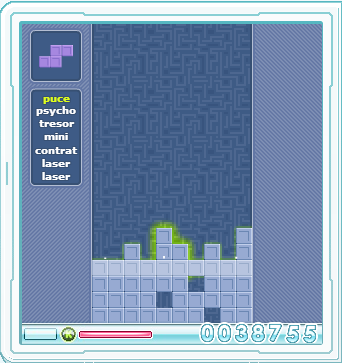 puce
psycho
tresor
mini
contrat
laser
laser
0038755